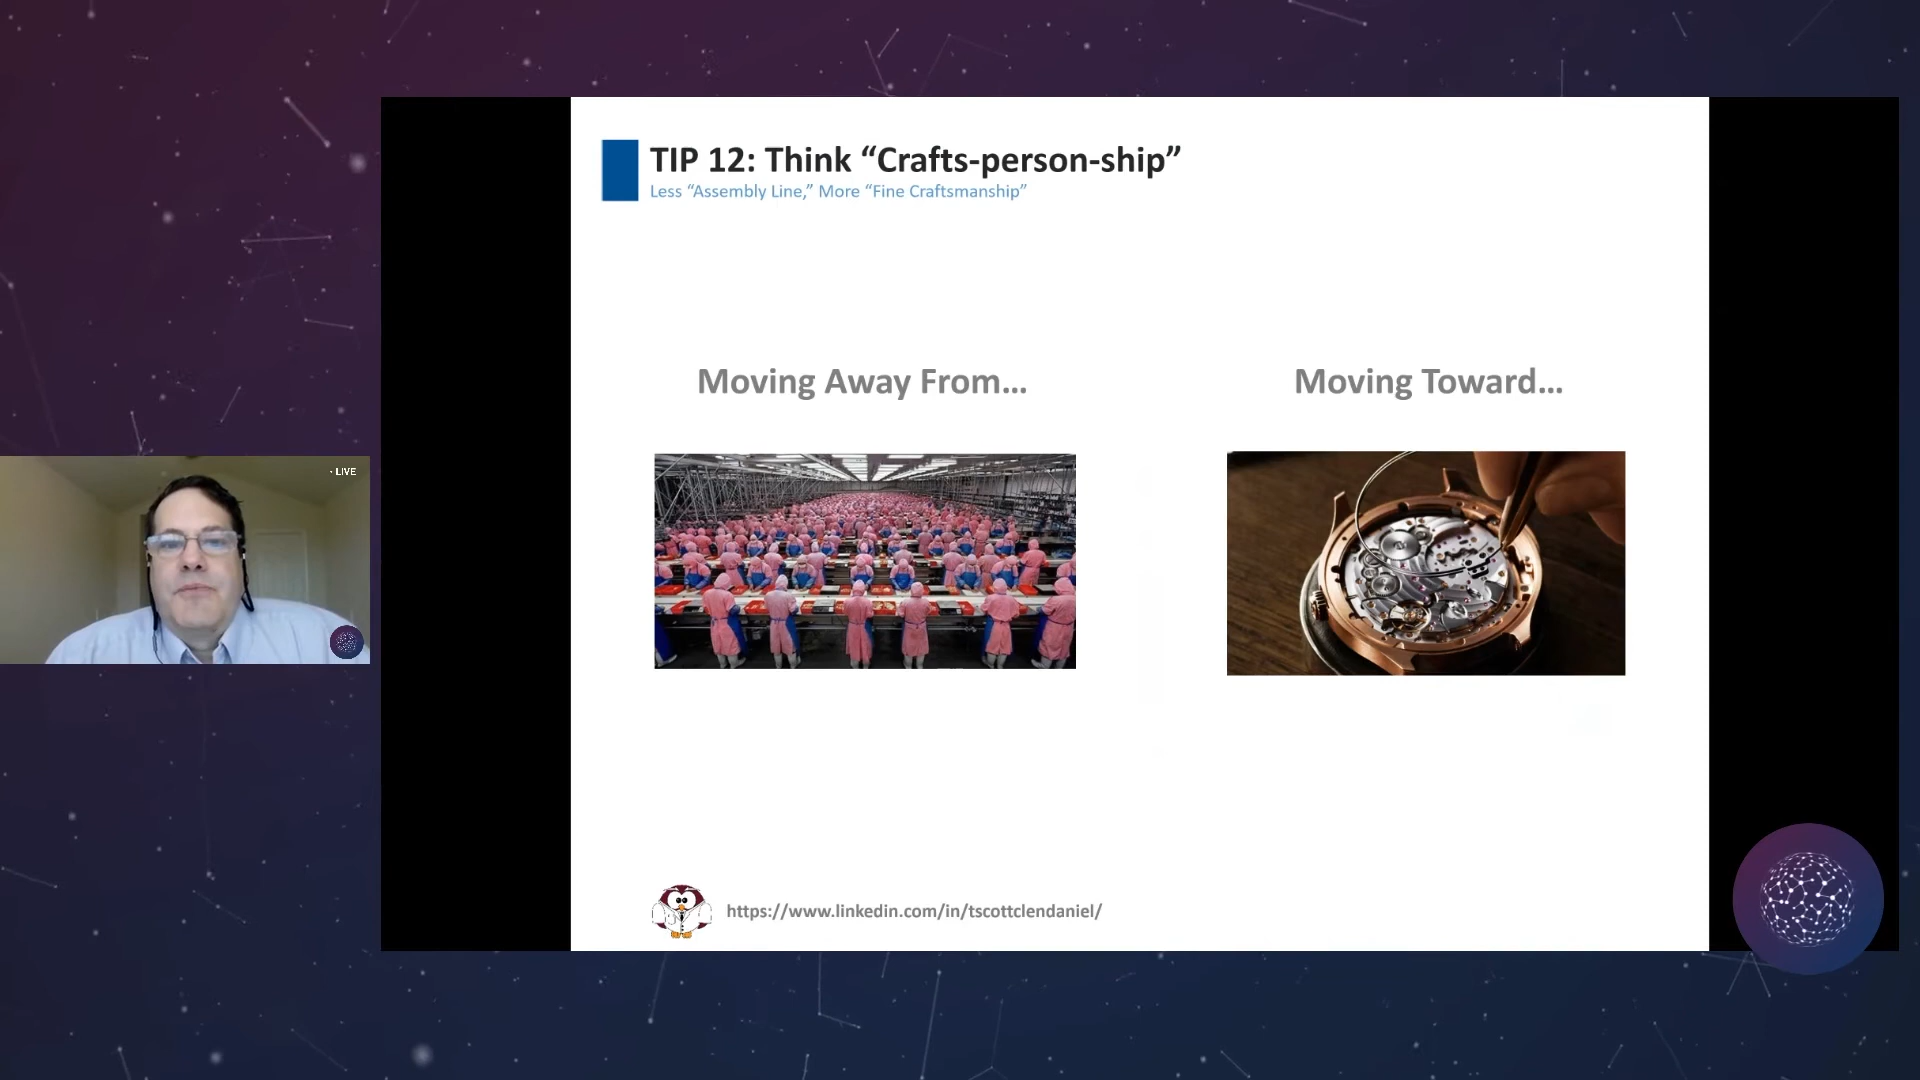 TIP 12: Think “Crafts-person-ship”
Less “Assembly Line,” More “Fine Craftsmanship”
Moving Away From...
Moving Toward...
· LIVE
https://www.linkedin.com/in/tscottclendaniel/